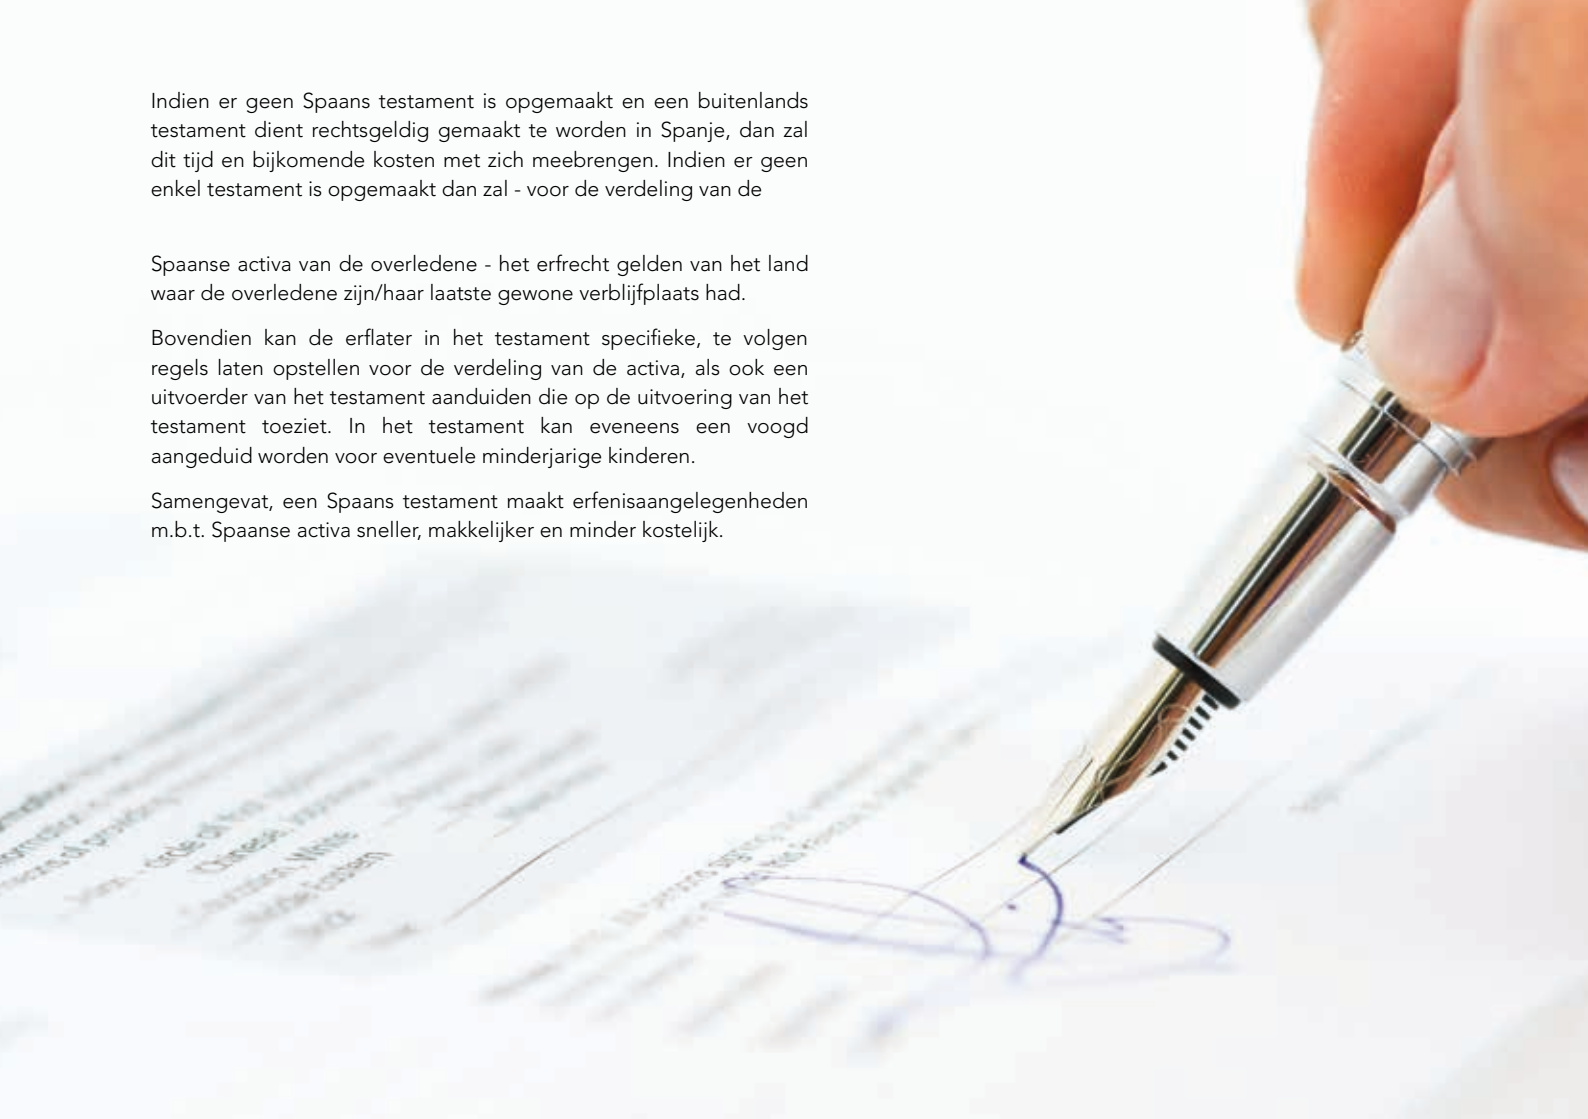 Indien er geen Spaans testament is opgemaakt en een buitenlands
testament dient rechtsgeldig gemaakt te worden in Spanje, dan zal
dit tijd en bijkomende kosten met zich meebrengen. Indien er geen
enkel testament is opgemaakt dan zal - voor de verdeling van de
Spaanse activa van de overledene - het erfrecht gelden van het land
waar de overledene zijn/haar laatste gewone verblijfplaats had.
Bovendien kan de erflater in het testament specifieke, te volgen
regels laten opstellen voor de verdeling van de activa, als ook een
uitvoerder van het testament aanduiden die op de uitvoering van het
testament toeziet. In het testament kan eveneens een voogd
aangeduid worden voor eventuele minderjarige kinderen.
Samengevat, een Spaans testament maakt erfenisaangelegenheden
m.b.t. Spaanse activa sneller, makkelijker en minder kostelijk.
of providing
circle all
Chinese
White